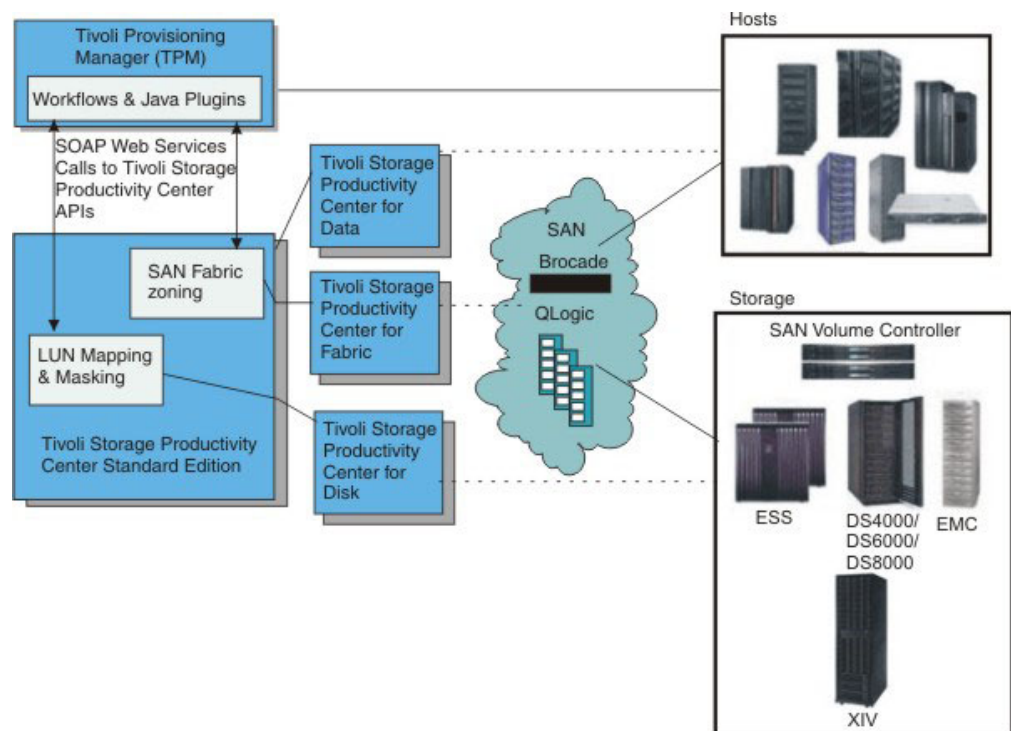 Tivoli Provisioning
Manager (TPM)
Workflows & Java Plugins
SOAP Web Services
Calls to Tivoli Storage
Productivity Center
APIs
SAN Fabric
zoning
LUN Mapping
& Masking
Tivoli Storage Productivity
Center Standard Edition
Tivoli Storage
Productivity
Center for
Data
Tivoli Storage
Productivity
Center for
Fabric
Tivoli Storage
Productivity
Center for
Disk
SAN
Brocade
QLogic
Hosts
Storage
SAN Volume Controller
ESS
DS4000/
DS6000/
DS8000
EMC
XIV